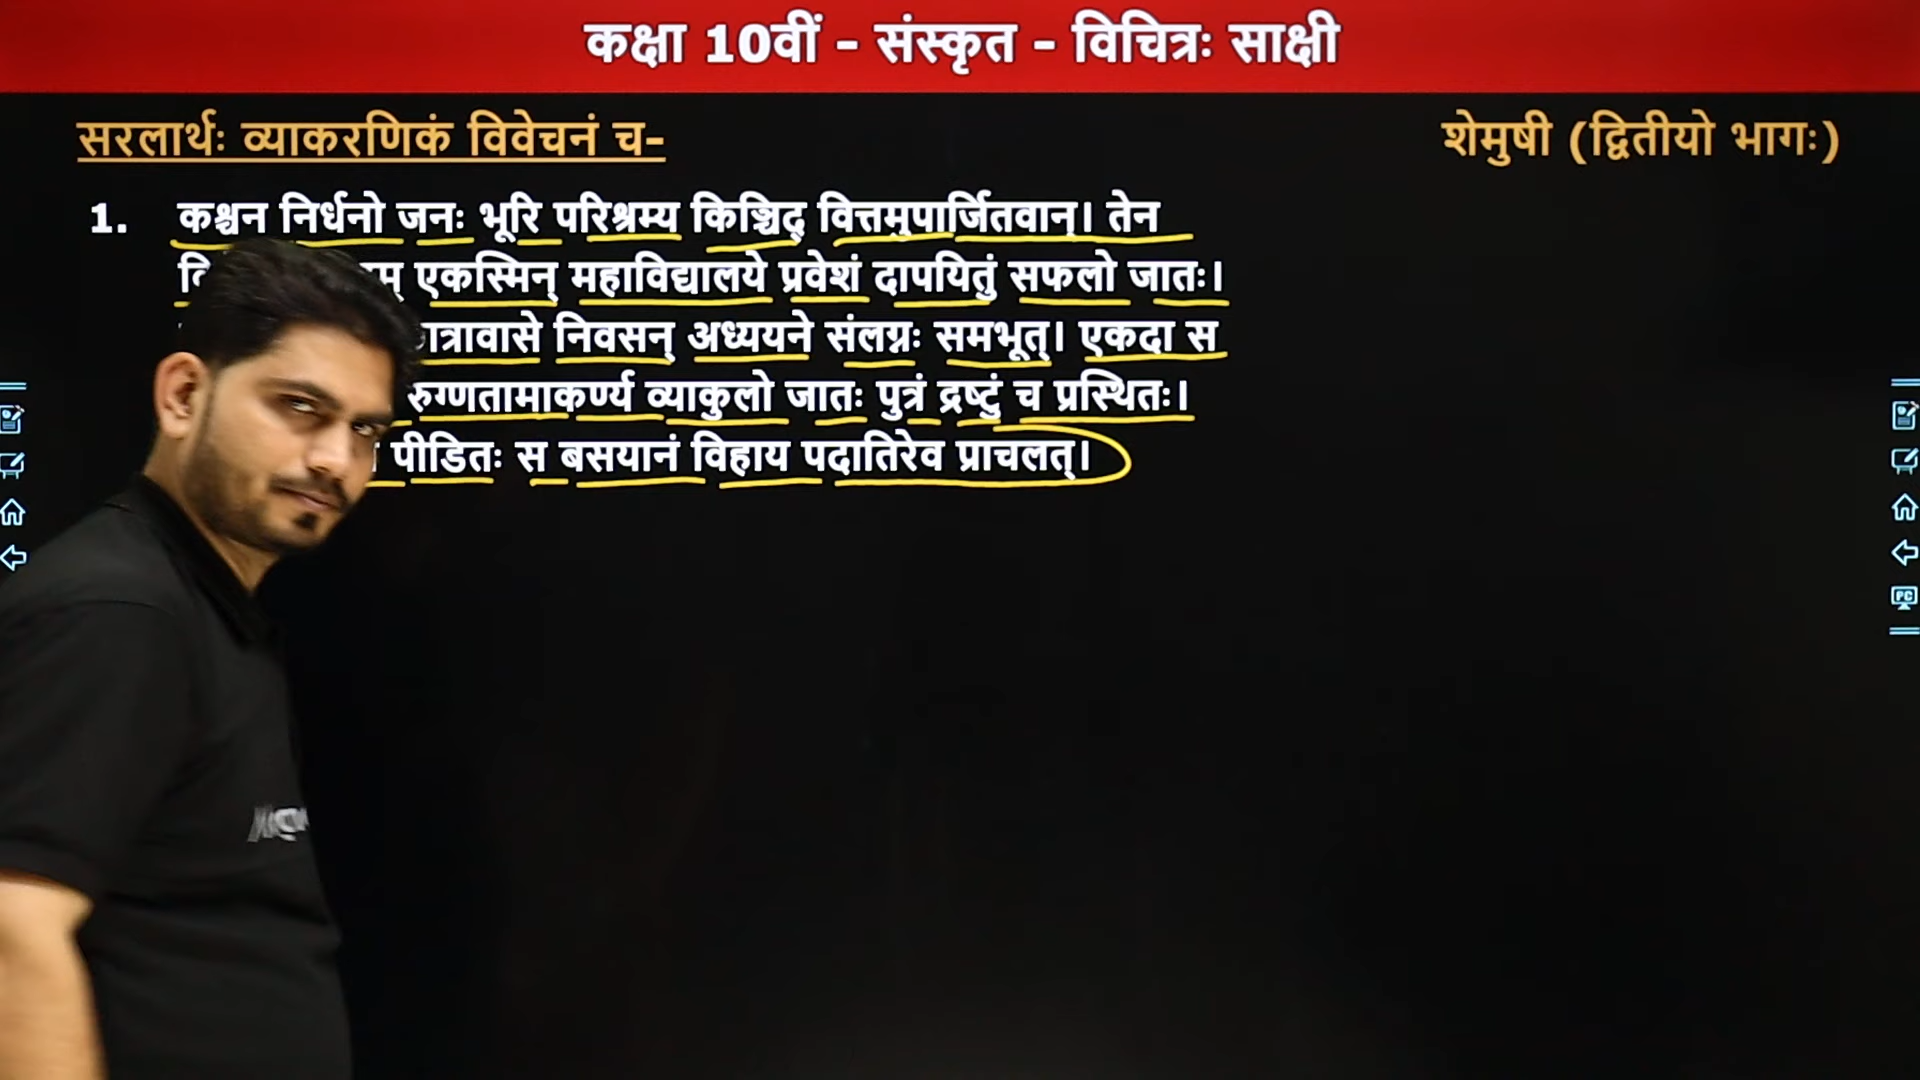 कक्षा 10वीं - संस्कृत - विचित्रः साक्षी
सरलार्थः व्याकरणिकं विवेचनं च-
शेमुषी (द्वितीयो भागः)
1. कश्चन निर्धनो जनः भूरि परिश्रम्य किञ्चिद् वित्तमुपार्जितवान्। तेन
एकस्मिन् महाविद्यालये प्रवेशं दापयितुं सफलो जातः।
निवसन् अध्ययने संलग्नः समभूत्। एकदा स
रुग्णतामाकर्ण्य व्याकुलो जातः पुत्रं द्रष्टुं च प्रस्थितः।
पीडितः स बसयानं विहाय पदातिरेव प्राचलत्।
PC